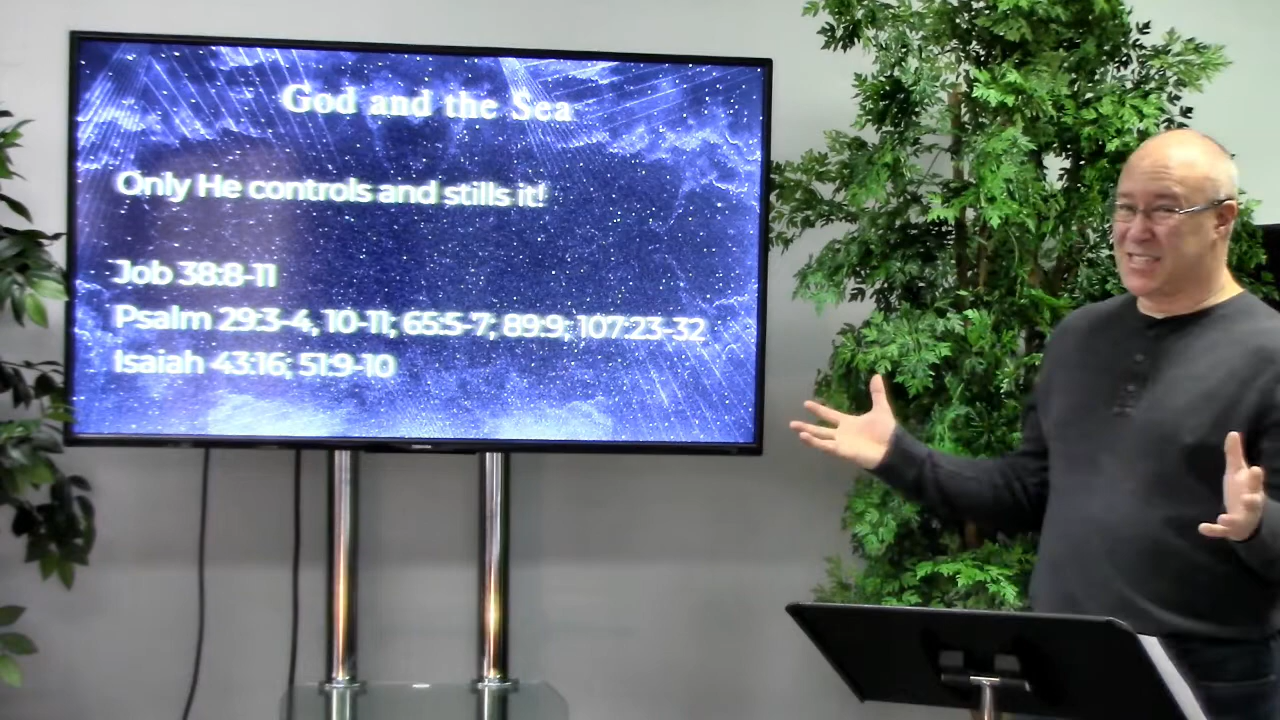 God and the Sea
Only He controls and stills it!
Job 38:8-11
Psalm 29:3-4, 10-11; 65:5-7; 89:9; 107:23-32
Isaiah 43:16; 51:9-10